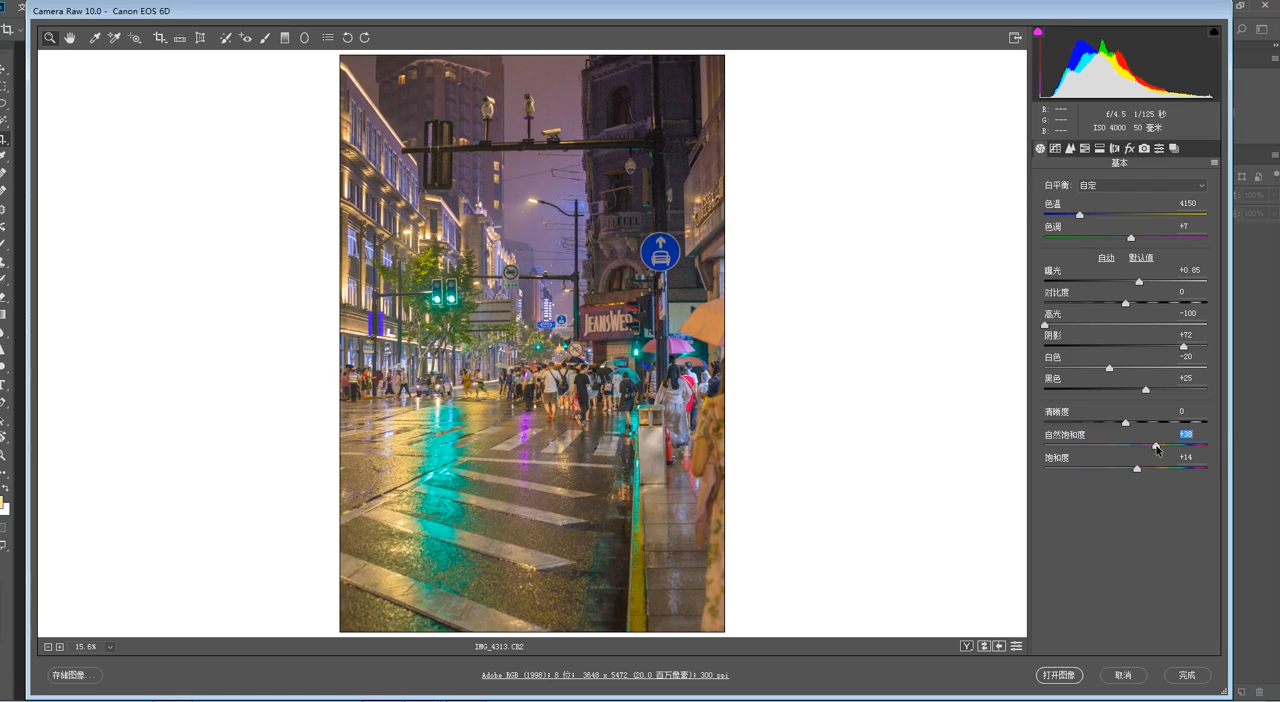 Camera Raw 10.0 - Canon EOS 6D
R: ---
G: ---
B: ---
f/4.5 1/125 秒
ISO 4000 50 毫米
基本
白平衡: 自定
色温 4150
色调 +7
自动 默认值
曝光 +0.85
对比度 0
高光 -100
阴影 +72
白色 -20
黑色 +25
清晰度 0
自然饱和度 +38
饱和度 +14
JEANSWEST
15.6%
IMG_4313.CR2
Y
存储图像...
Adobe RGB (1998); 8 位; 3648 x 5472 (20.0 百万像素); 300 ppi
打开图像 取消 完成